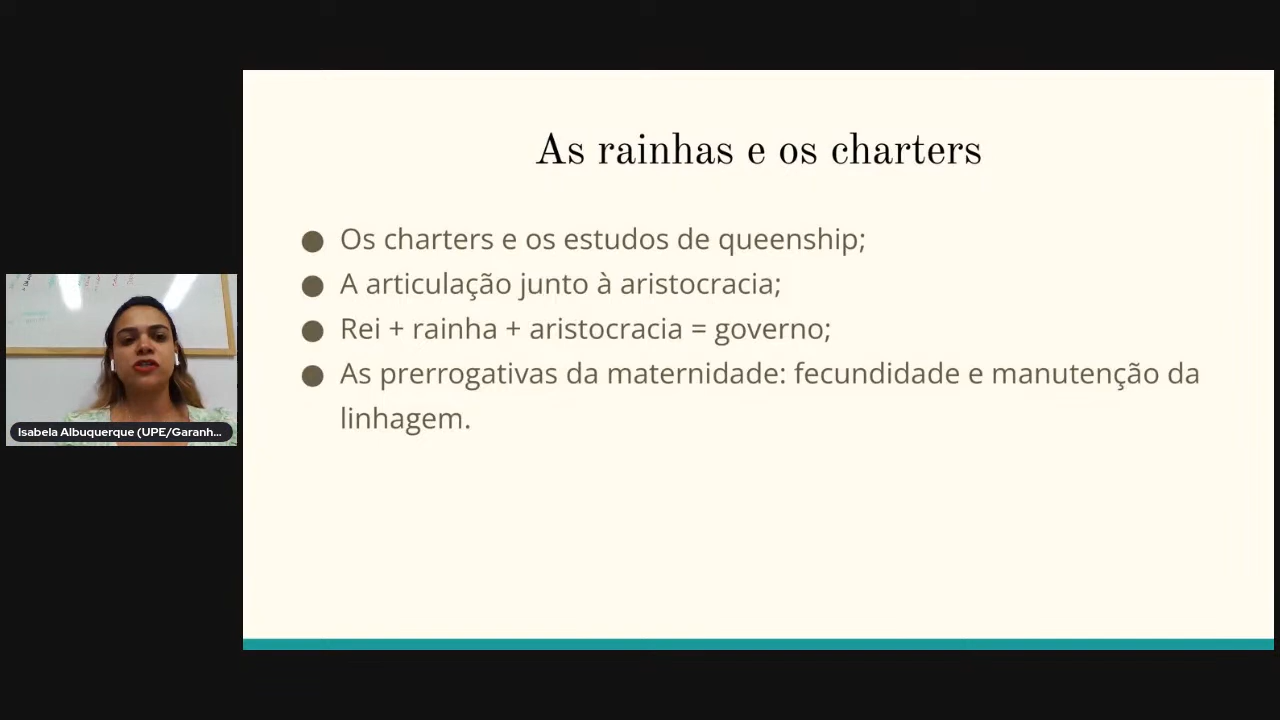 As rainhas e os charters
● Os charters e os estudos de queenship;
● A articulação junto à aristocracia;
● Rei + rainha + aristocracia = governo;
● As prerrogativas da maternidade: fecundidade e manutenção da
linhagem.
Isabela Albuquerque (UPE/Garanh...